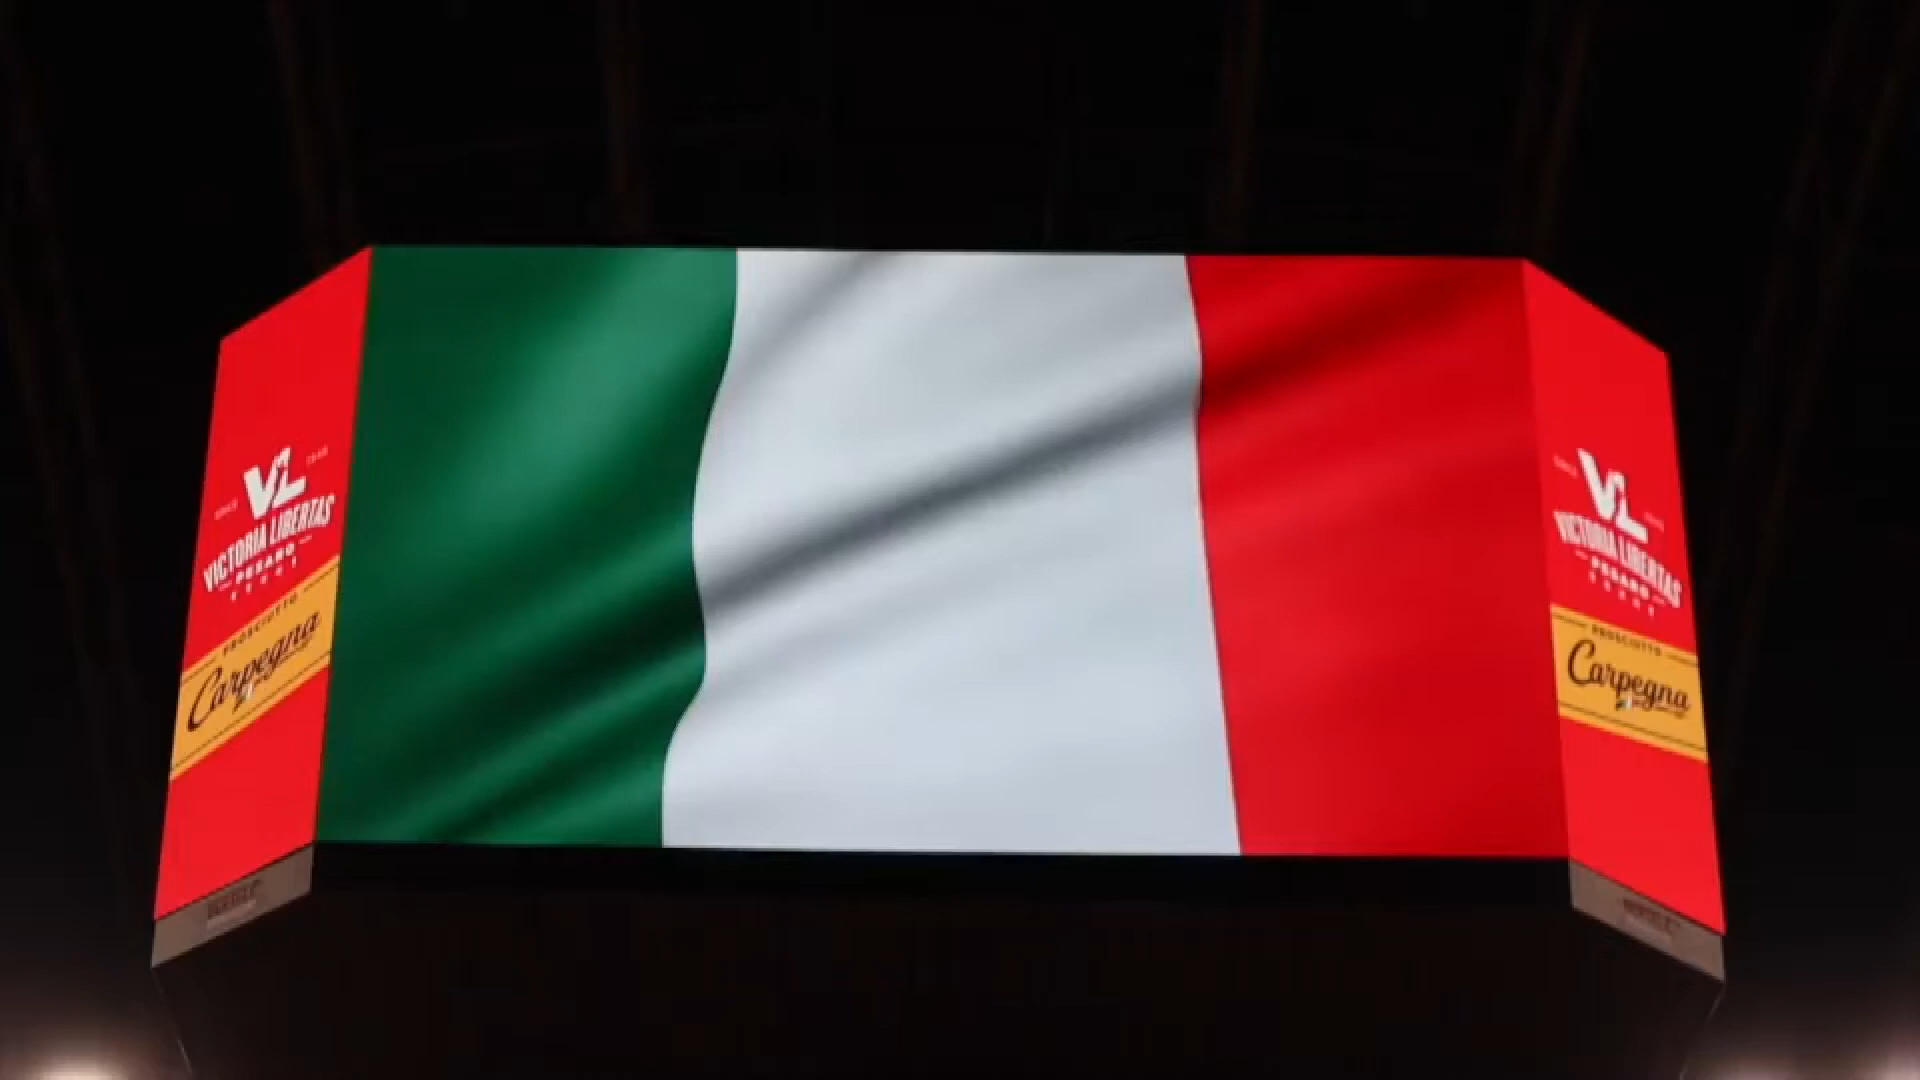 VL
VICTORIA LIBERTAS
PESARO
PROSCIUTTO
Carpegna
VL
VICTORIA LIBERTAS
PESARO
PROSCIUTTO
Carpegna